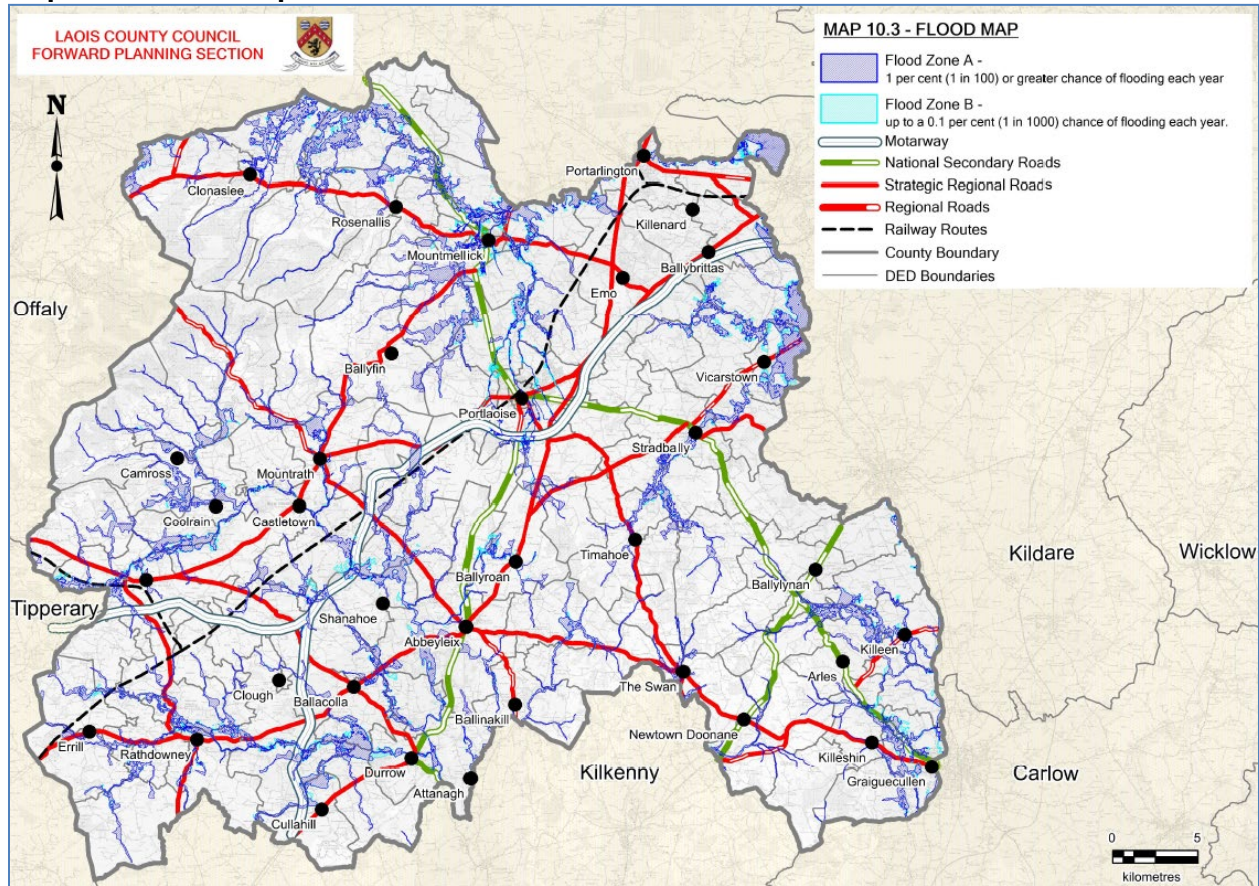 LAOIS COUNTY COUNCIL
FORWARD PLANNING SECTION
N
MAP 10.3 - FLOOD MAP
Flood Zone A -
1 per cent (1 in 100) or greater chance of flooding each year
Flood Zone B -
up to a 0.1 per cent (1 in 1000) chance of flooding each year.
Motarway
National Secondary Roads
Strategic Regional Roads
Regional Roads
Railway Routes
County Boundary
DED Boundaries
Portarlington
Clonaslee
Rosenallis
Killenard
Mountmellick
Ballybrittas
Emo
Offaly
Ballyfin
Vicarstown
Portlaoise
Stradbally
Camross
Mountrath
Coolrain
Castletown
Timahoe
Kildare
Wicklow
Ballyroan
Ballylynan
Tipperary
Shanahoe
Abbeyleix
Killeen
Arles
The Swan
Clough
Ballacolla
Ballinakill
Newtown Doonane
Errill
Rathdowney
Killeshin
Durrow
Kilkenny
Carlow
Graiguecullen
Attanagh
Cullahill
0 5
kilometres